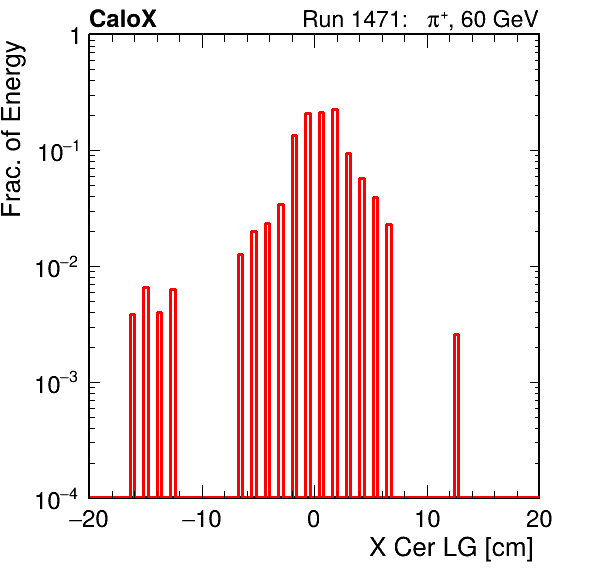 CaloX Run 1471: π⁺, 60 GeV
Frac. of Energy
1
10⁻¹
10⁻²
10⁻³
10⁻⁴
−20 −10 0 10 20
X Cer LG [cm]